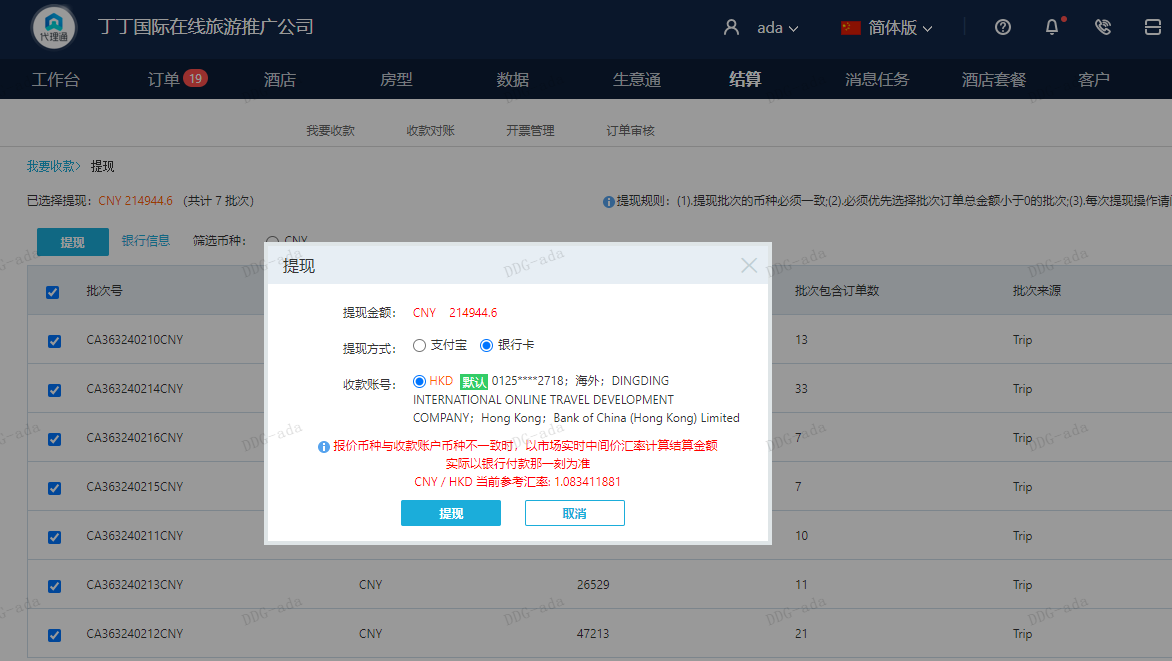 代理通
丁丁国际在线旅游推广公司
ada
简体版
工作台
订单 19
酒店
房型
数据
生意通
结算
消息任务
酒店套餐
客户
我要收款
收款对账
开票管理
订单审核
我要收款> 提现
已选择提现: CNY 214944.6 (共计 7 批次)
提现规则: (1).提现批次的币种必须一致;(2).必须优先选择批次订单总金额小于0的批次;(3).每次提现操作请
提现 银行信息 筛选币种: CNY
批次号 批次包含订单数 批次来源
CA363240210CNY 13 Trip
CA363240214CNY 33 Trip
CA363240216CNY 7 Trip
CA363240215CNY 7 Trip
CA363240211CNY 10 Trip
CA363240213CNY CNY 26529 11 Trip
CA363240212CNY CNY 47213 21 Trip
提现
提现金额: CNY 214944.6
提现方式: 支付宝 银行卡
收款账号: HKD 默认 0125****2718; 海外; DINGDING
INTERNATIONAL ONLINE TRAVEL DEVELOPMENT
COMPANY; Hong Kong; Bank of China (Hong Kong) Limited
报价币种与收款账户币种不一致时，以市场实时中间价汇率计算结算金额
实际以银行付款那一刻为准
CNY / HKD 当前参考汇率: 1.083411881
提现 取消
DDG-ada